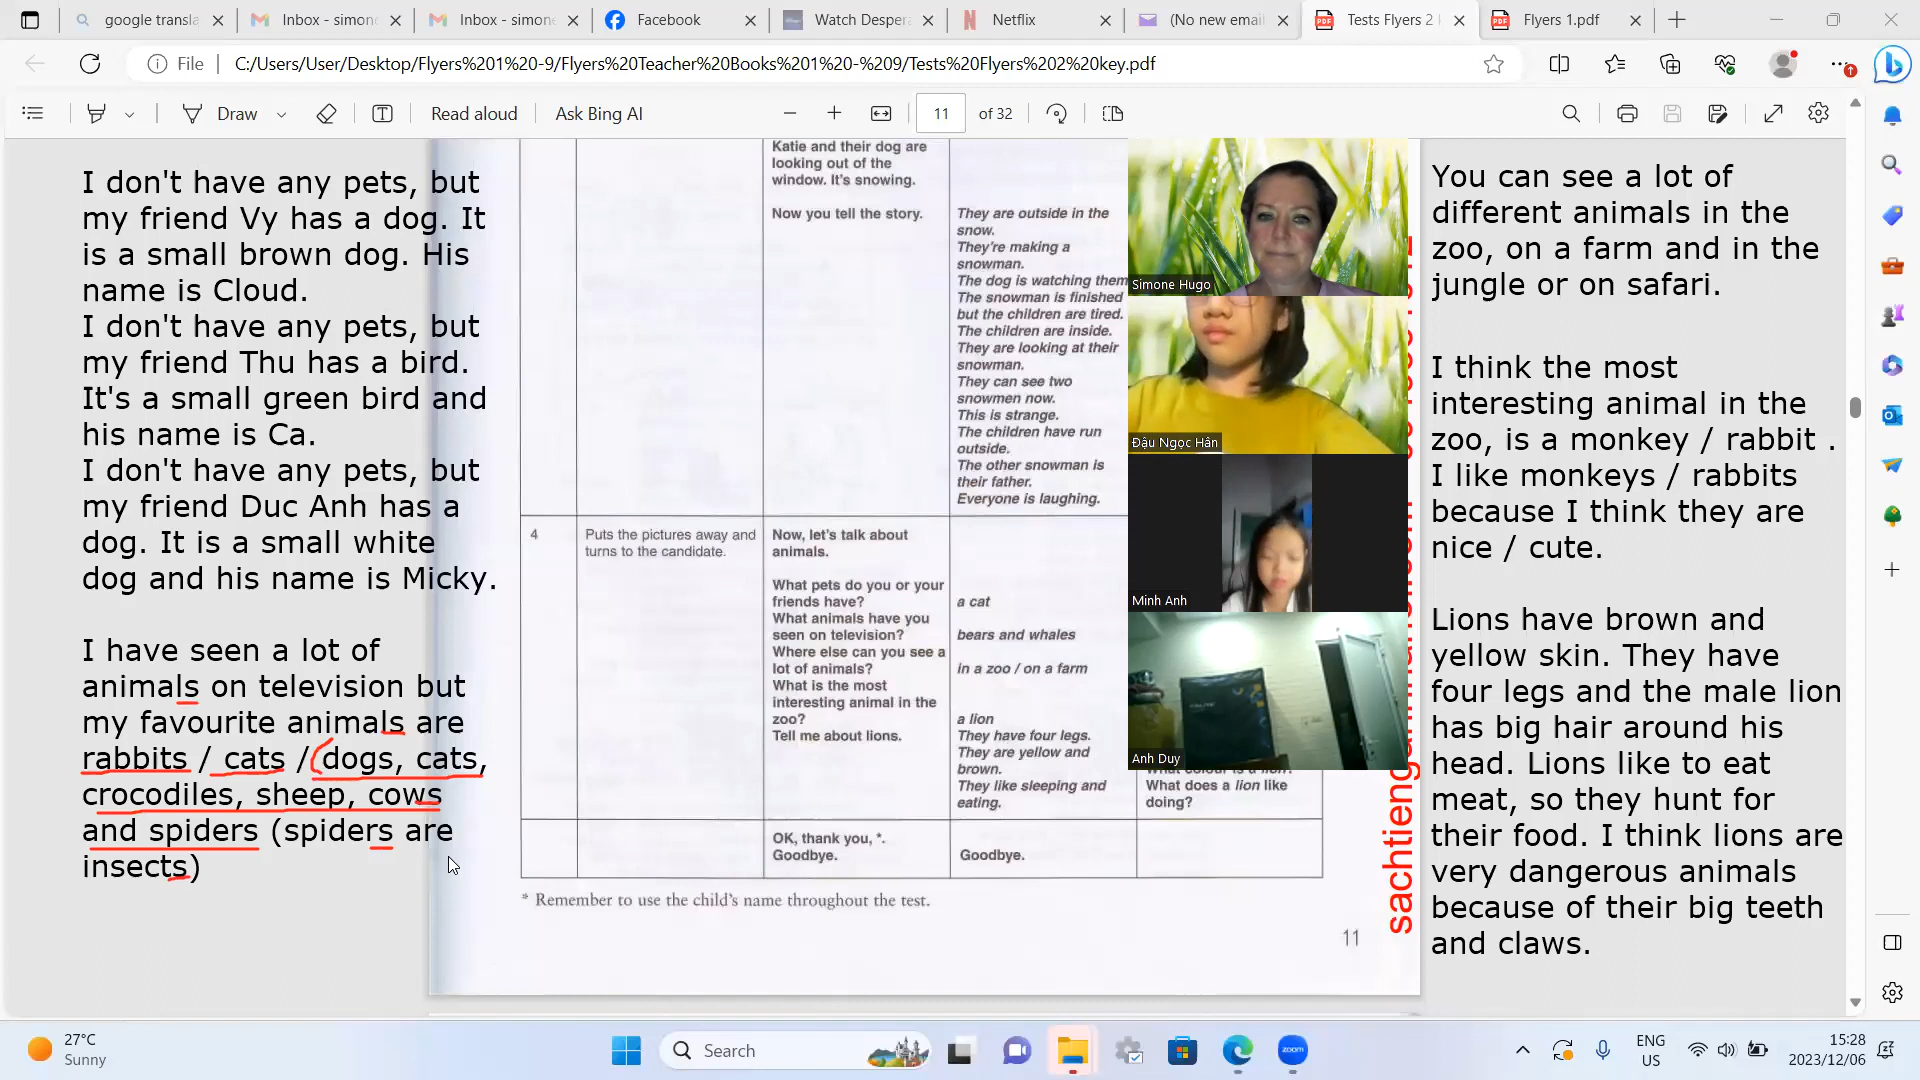 google transla
Inbox - simone
Inbox - simone
Facebook
Watch Despera
Netflix
(No new email
Tests Flyers 2 k
Flyers 1.pdf
File
C:/Users/User/Desktop/Flyers%201%20-9/Flyers%20Teacher%20Books%201%20-%209/Tests%20Flyers%202%20key.pdf
Draw
Read aloud
Ask Bing AI
11
of 32
I don't have any pets, but
my friend Vy has a dog. It
is a small brown dog. His
name is Cloud.
I don't have any pets, but
my friend Thu has a bird.
It's a small green bird and
his name is Ca.
I don't have any pets, but
my friend Duc Anh has a
dog. It is a small white
dog and his name is Micky.
I have seen a lot of
animals on television but
my favourite animals are
rabbits / cats / (dogs, cats,
crocodiles, sheep, cows
and spiders (spiders are
insects)
Katie and their dog are
looking out of the
window. It's snowing.
Now you tell the story.
They are outside in the
snow.
They're making a
snowman.
The dog is watching them
The snowman is finished
but the children are tired.
The children are inside.
They are looking at their
snowman.
They can see two
snowmen now.
This is strange.
The children have run
outside.
The other snowman is
their father.
Everyone is laughing.
4
Puts the pictures away and
turns to the candidate.
Now, let's talk about
animals.
What pets do you or your
friends have?
What animals have you
seen on television?
Where else can you see a
lot of animals?
What is the most
interesting animal in the
zoo?
Tell me about lions.
a cat
bears and whales
in a zoo / on a farm
a lion
They have four legs.
They are yellow and
brown.
They like sleeping and
eating.
What colour is a lion?
What does a lion like
doing?
OK, thank you, *.
Goodbye.
Goodbye.
* Remember to use the child's name throughout the test.
11
Simone Hugo
Đậu Ngọc Hân
Minh Anh
Anh Duy
You can see a lot of
different animals in the
zoo, on a farm and in the
jungle or on safari.
I think the most
interesting animal in the
zoo, is a monkey / rabbit .
I like monkeys / rabbits
because I think they are
nice / cute.
Lions have brown and
yellow skin. They have
four legs and the male lion
has big hair around his
head. Lions like to eat
meat, so they hunt for
their food. I think lions are
very dangerous animals
because of their big teeth
and claws.
27°C
Sunny
Search
zoom
ENG
US
15:28
2023/12/06